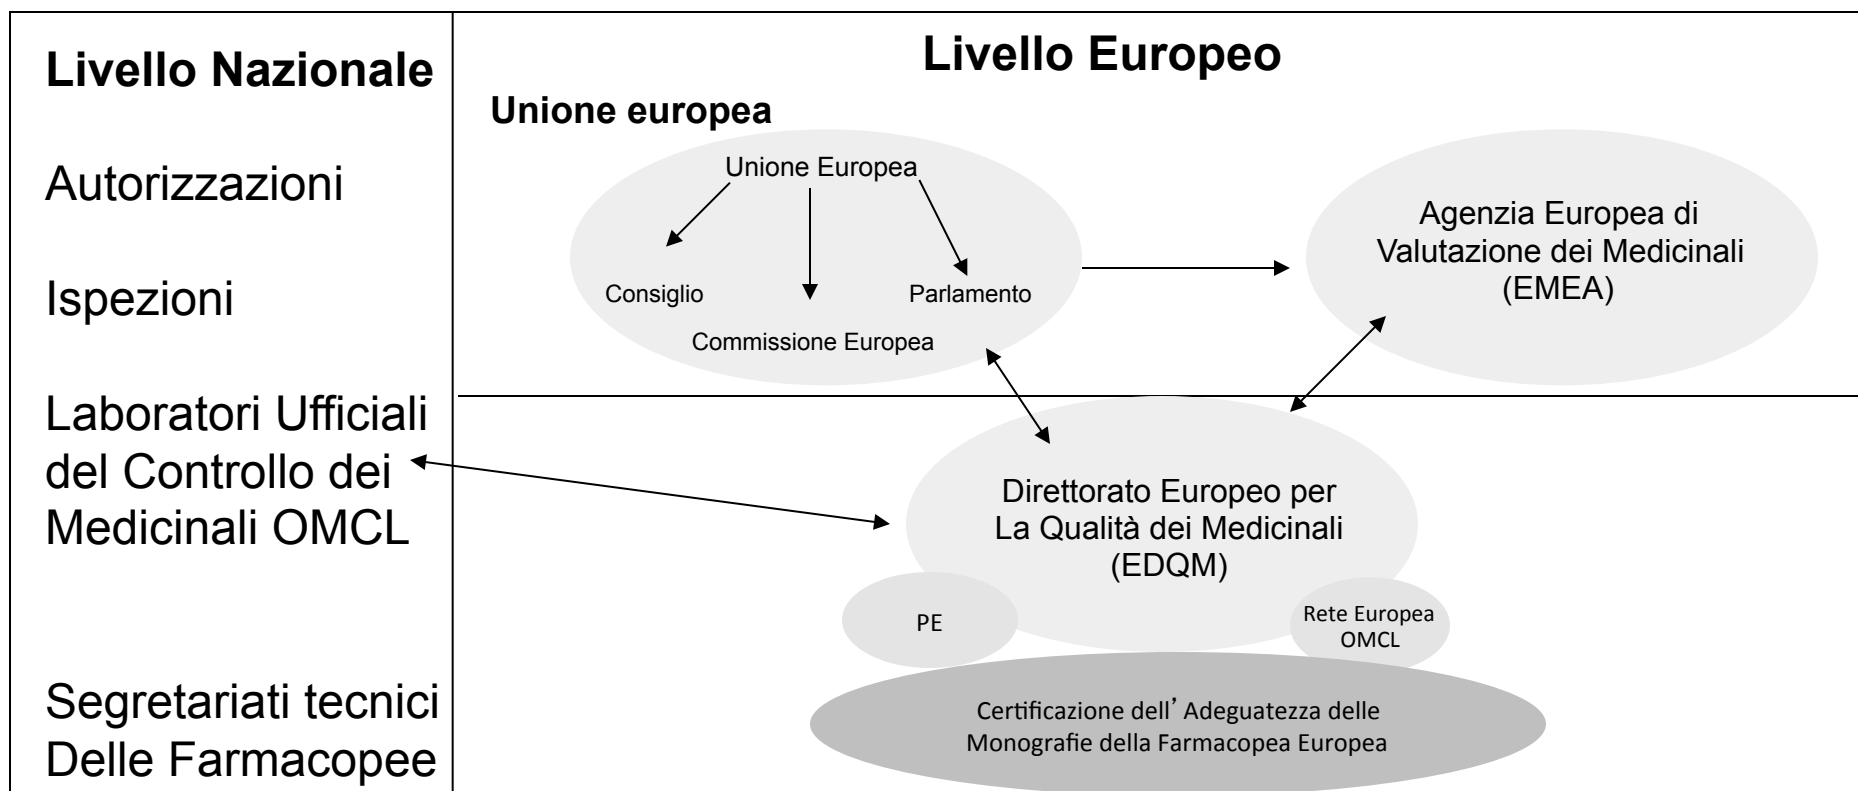 Livello Nazionale
Autorizzazioni
Ispezioni
Laboratori Ufficiali
del Controllo dei
Medicinali OMCL
Segretariati tecnici
Delle Farmacopee
Livello Europeo
Unione europea
Unione Europea
Consiglio
Parlamento
Commissione Europea
Agenzia Europea di
Valutazione dei Medicinali
(EMEA)
Direttorato Europeo per
La Qualità dei Medicinali
(EDQM)
PE
Rete Europea
OMCL
Certificazione dell’ Adeguatezza delle
Monografie della Farmacopea Europea